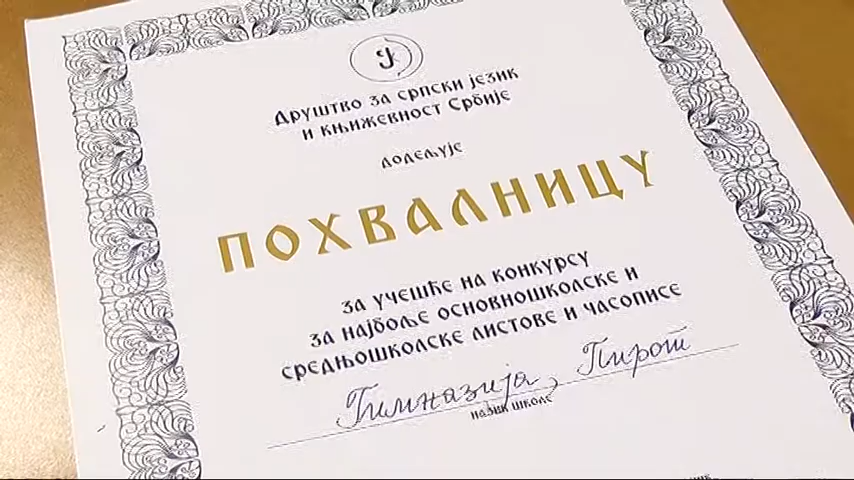 Друштво за српски језик
и књижевност Србије
додељује
ПОХВАЛНИЦУ
за учешће на конкурсу
за најбоље основношколске и
средњошколске листове и часописе
Гимназија, Пирот
назив школе